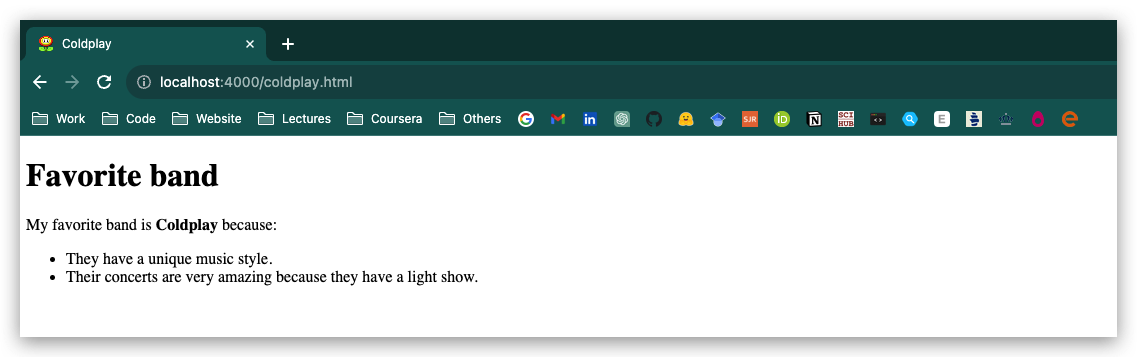 Coldplay
localhost:4000/coldplay.html
Work Code Website Lectures Coursera Others G M in SJR iD N SCI HUB E e
Favorite band
My favorite band is Coldplay because:
• They have a unique music style.
• Their concerts are very amazing because they have a light show.